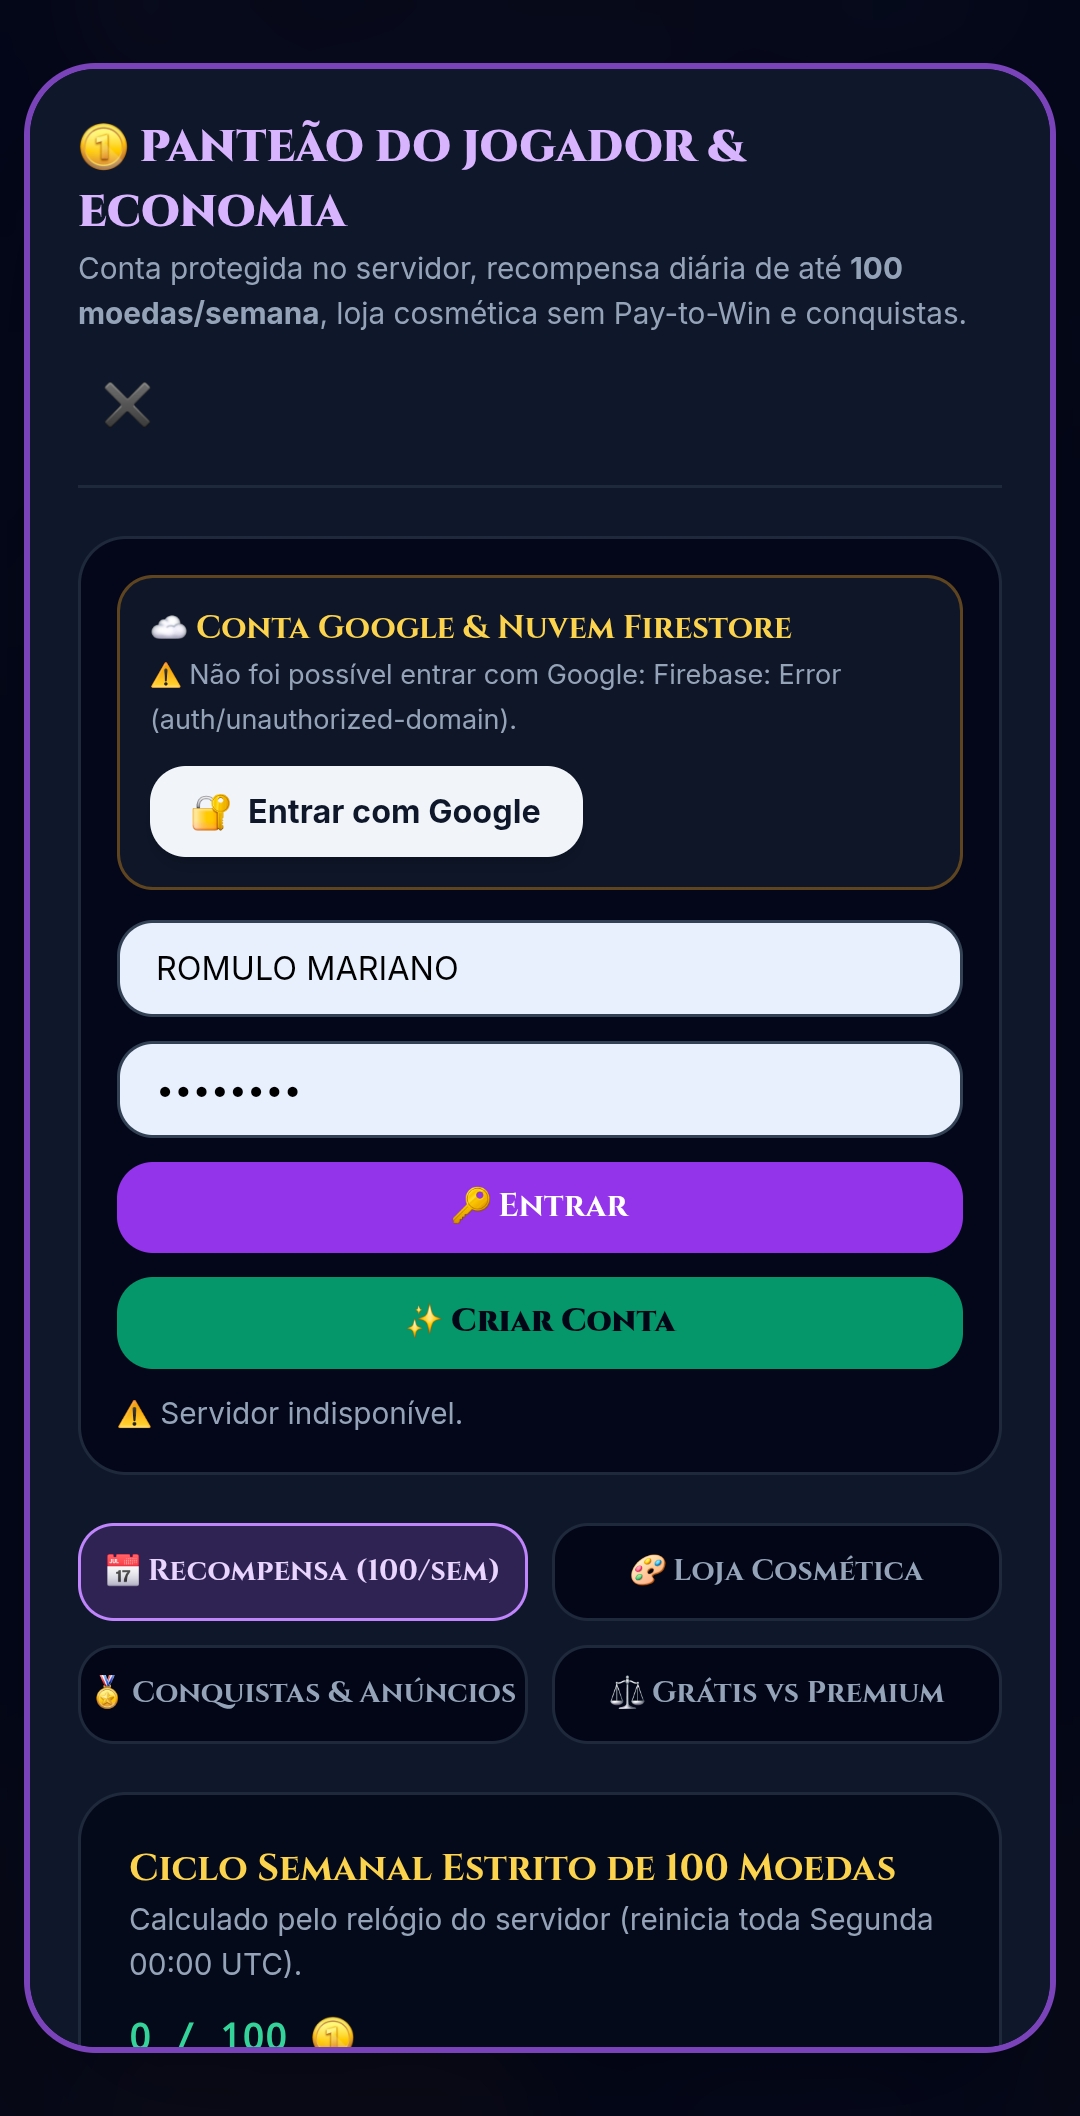 PANTEÃO DO JOGADOR &
ECONOMIA
Conta protegida no servidor, recompensa diária de até 100
moedas/semana, loja cosmética sem Pay-to-Win e conquistas.
Conta Google & Nuvem Firestore
Não foi possível entrar com Google: Firebase: Error
(auth/unauthorized-domain).
Entrar com Google
ROMULO MARIANO
••••••••
Entrar
Criar Conta
Servidor indisponível.
Recompensa (100/sem)
Loja Cosmética
Conquistas & Anúncios
Grátis vs Premium
Ciclo Semanal Estrito de 100 Moedas
Calculado pelo relógio do servidor (reinicia toda Segunda
00:00 UTC).
0 / 100